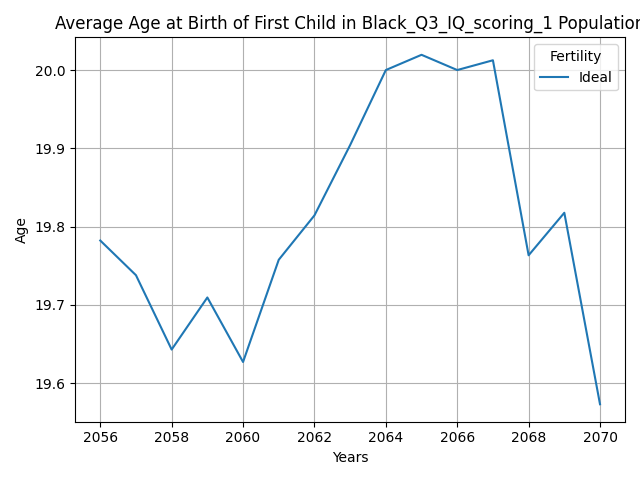 Average Age at Birth of First Child in Black_Q3_IQ_scoring_1 Population
Fertility
Ideal
20.0
19.9
19.8
19.7
19.6
Age
2056 2058 2060 2062 2064 2066 2068 2070
Years